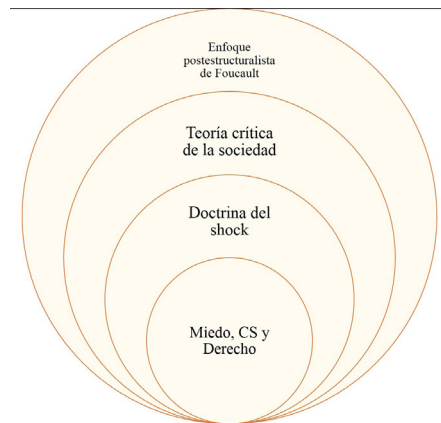 Enfoque
postestructuralista
de Foucault
Teoría crítica
de la sociedad
Doctrina del
shock
Miedo, CS y
Derecho